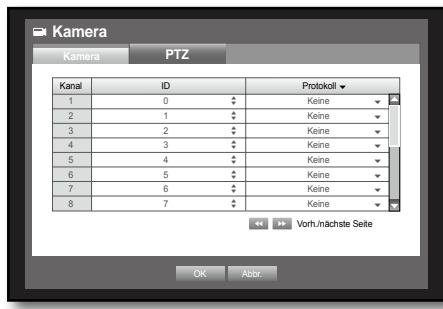 Kamera
Kamera PTZ
Kanal ID Protokoll
1 0 Keine
2 1 Keine
3 2 Keine
4 3 Keine
5 4 Keine
6 5 Keine
7 6 Keine
8 7 Keine
Vorh./nächste Seite
OK Abbr.